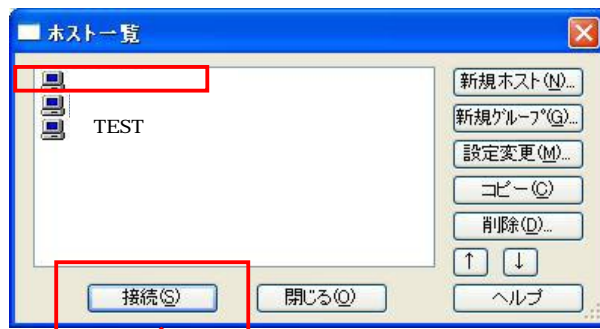 ホスト一覧
TEST
新規ホスト(N)...
新規グループ(G)...
設定変更(M)...
コピー(C)
削除(D)...
↑ ↓
接続(S) 閉じる(O) ヘルプ